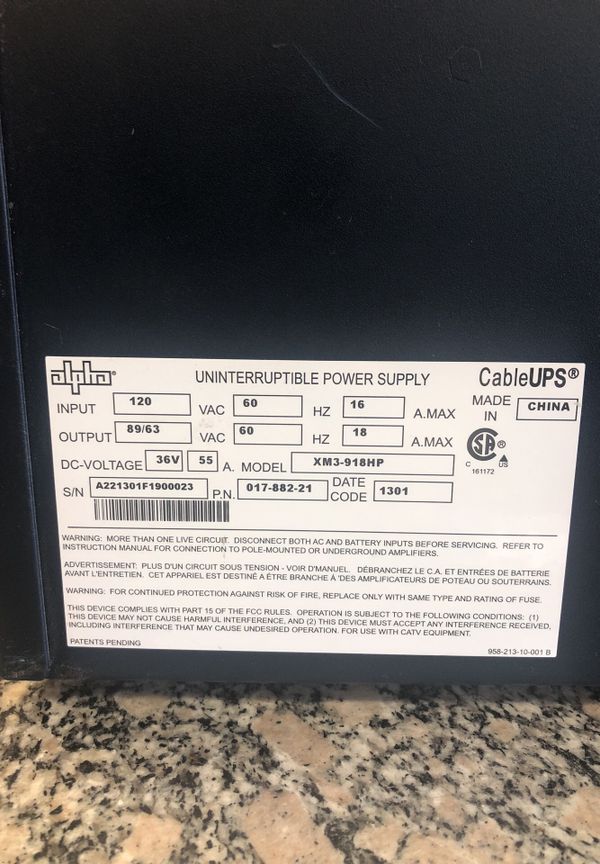 alpha®
UNINTERRUPTIBLE POWER SUPPLY
CableUPS®
INPUT 120 VAC 60 HZ 16 A.MAX
MADE IN CHINA
OUTPUT 89/63 VAC 60 HZ 18 A.MAX
DC-VOLTAGE 36V 55 A. MODEL XM3-918HP
SA ®
C US
161172
S/N A221301F1900023 P.N. 017-882-21 DATE CODE 1301
WARNING: MORE THAN ONE LIVE CIRCUIT. DISCONNECT BOTH AC AND BATTERY INPUTS BEFORE SERVICING. REFER TO
INSTRUCTION MANUAL FOR CONNECTION TO POLE-MOUNTED OR UNDERGROUND AMPLIFIERS.
ADVERTISSEMENT: PLUS D'UN CIRCUIT SOUS TENSION - VOIR D'MANUEL. DÉBRANCHEZ LE C.A. ET ENTRÉES DE BATTERIE
AVANT L'ENTRETIEN. CET APPAREIL EST DESTINÉ A ÊTRE BRANCHE À 'DES AMPLIFICATEURS DE POTEAU OU SOUTERRAINS.
WARNING: FOR CONTINUED PROTECTION AGAINST RISK OF FIRE, REPLACE ONLY WITH SAME TYPE AND RATING OF FUSE.
THIS DEVICE COMPLIES WITH PART 15 OF THE FCC RULES. OPERATION IS SUBJECT TO THE FOLLOWING CONDITIONS: (1)
THIS DEVICE MAY NOT CAUSE HARMFUL INTERFERENCE, AND (2) THIS DEVICE MUST ACCEPT ANY INTERFERENCE RECEIVED,
INCLUDING INTERFERENCE THAT MAY CAUSE UNDESIRED OPERATION. FOR USE WITH CATV EQUIPMENT.
PATENTS PENDING
958-213-10-001 B